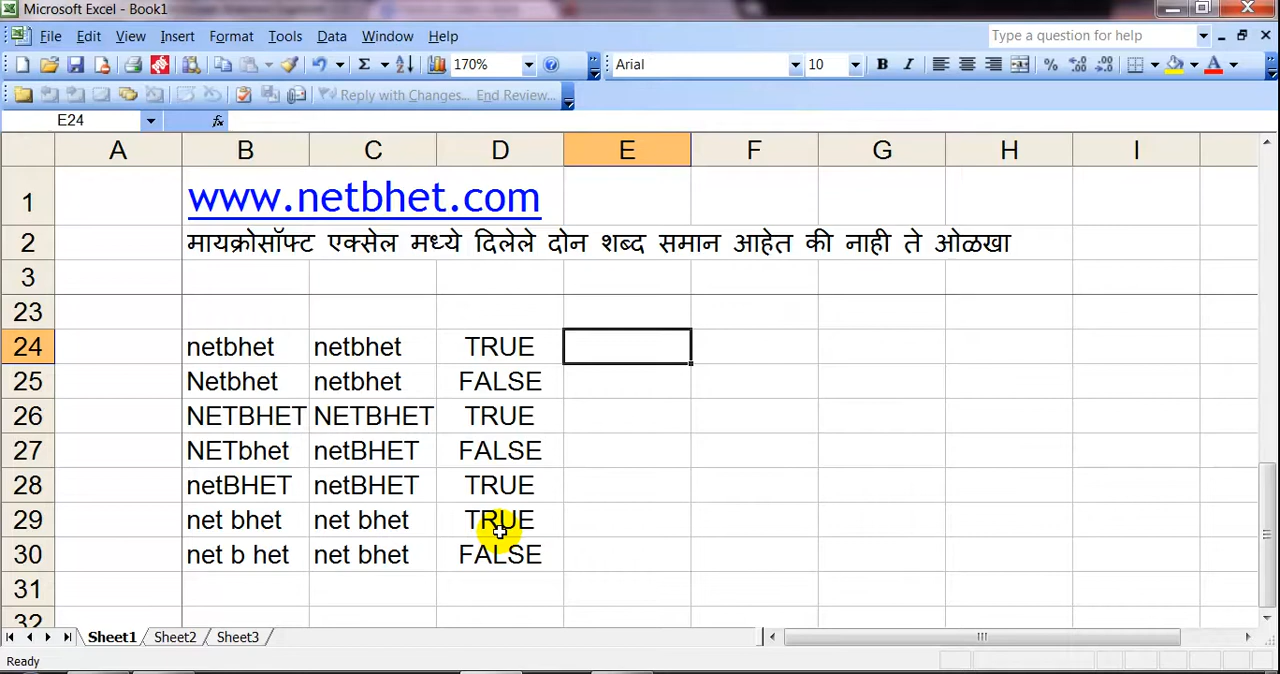 Microsoft Excel - Book1
File Edit View Insert Format Tools Data Window Help Type a question for help
170% Arial 10 B I A
Reply with Changes... End Review...
E24 fx
A B C D E F G H I
1 www.netbhet.com
2 मायक्रोसॉफ्ट एक्सेल मध्ये दिलेले दोन शब्द समान आहेत की नाही ते ओळखा
3
23
24 netbhet netbhet TRUE
25 Netbhet netbhet FALSE
26 NETBHET NETBHET TRUE
27 NETbhet netBHET FALSE
28 netBHET netBHET TRUE
29 net bhet net bhet TRUE
30 net b het net bhet FALSE
31
32
Sheet1 Sheet2 Sheet3
Ready